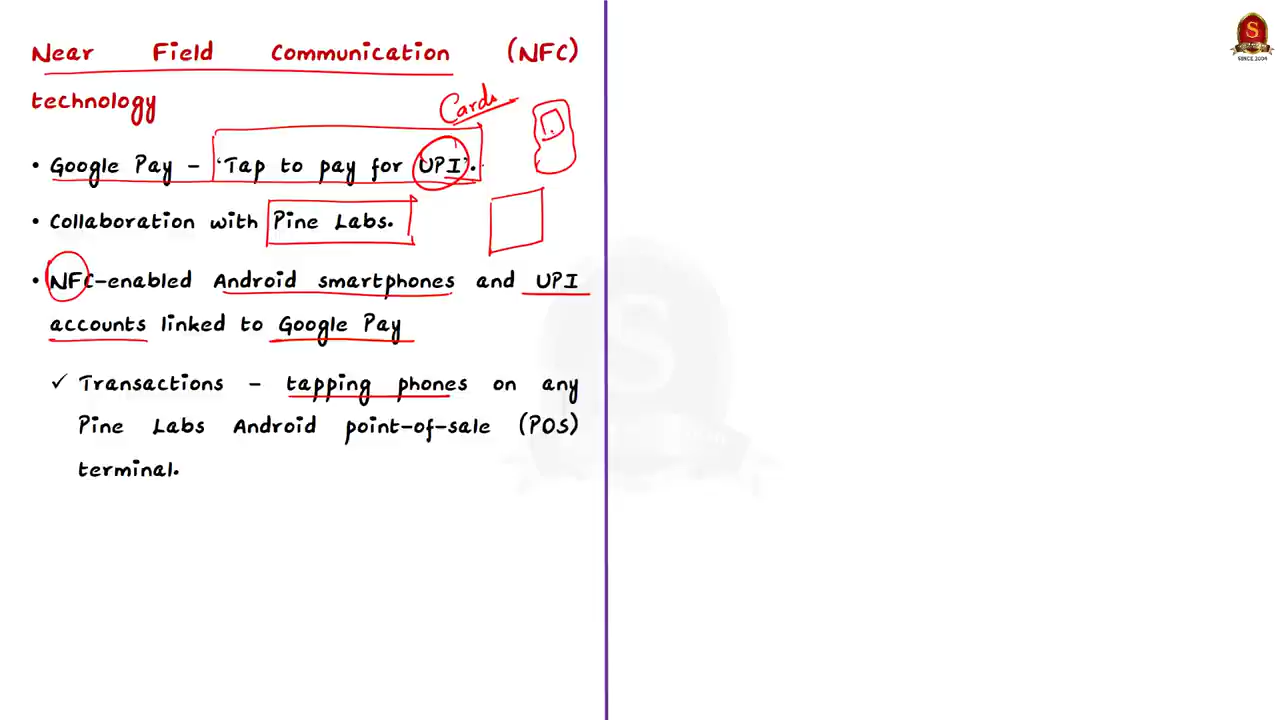 Near Field Communication (NFC)
technology
Cards
• Google Pay – 'Tap to pay for UPI'.
• Collaboration with Pine Labs.
• NFC-enabled Android smartphones and UPI
accounts linked to Google Pay
✓ Transactions – tapping phones on any
Pine Labs Android point-of-sale (POS)
terminal.
S
SINCE 2004